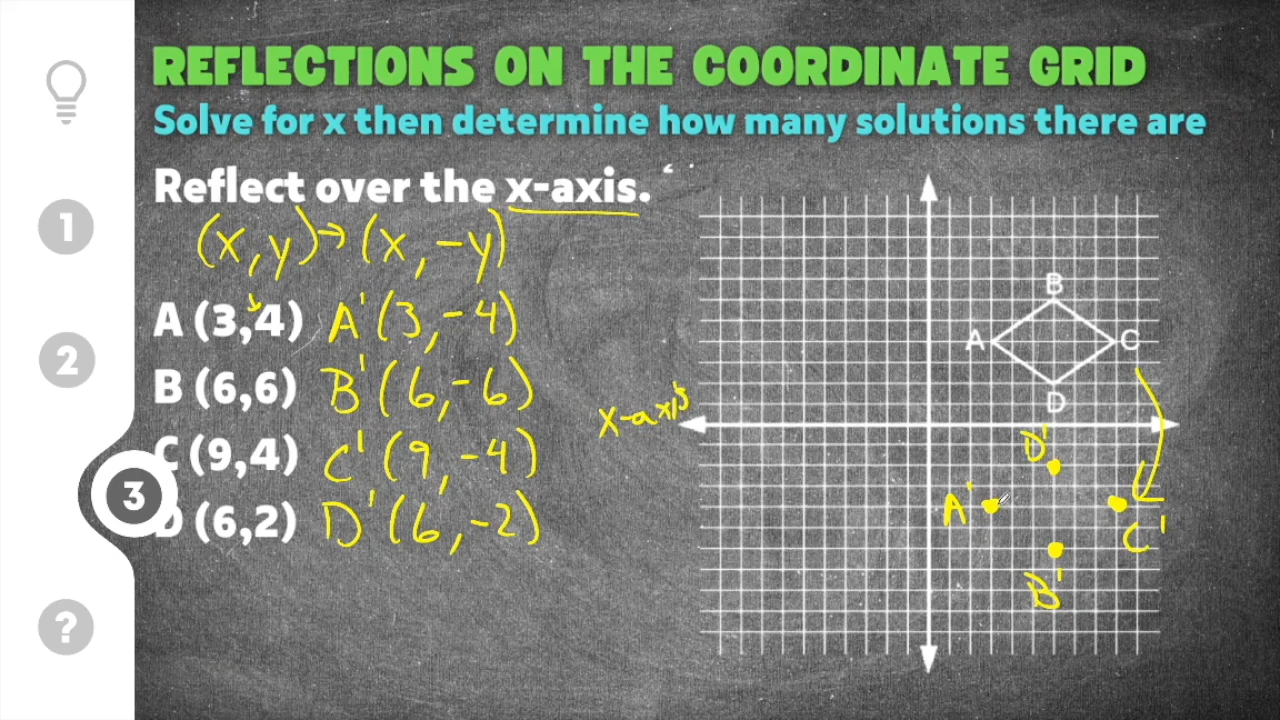 REFLECTIONS ON THE COORDINATE GRID
Solve for x then determine how many solutions there are
Reflect over the x-axis.
(x, y) → (x, -y)
A (3,4) A' (3, -4)
B (6,6) B' (6, -6)
C (9,4) C' (9, -4)
D (6,2) D' (6, -2)
1
2
3
?
B
A
C
D
x-axis
D'
A'
C'
B'